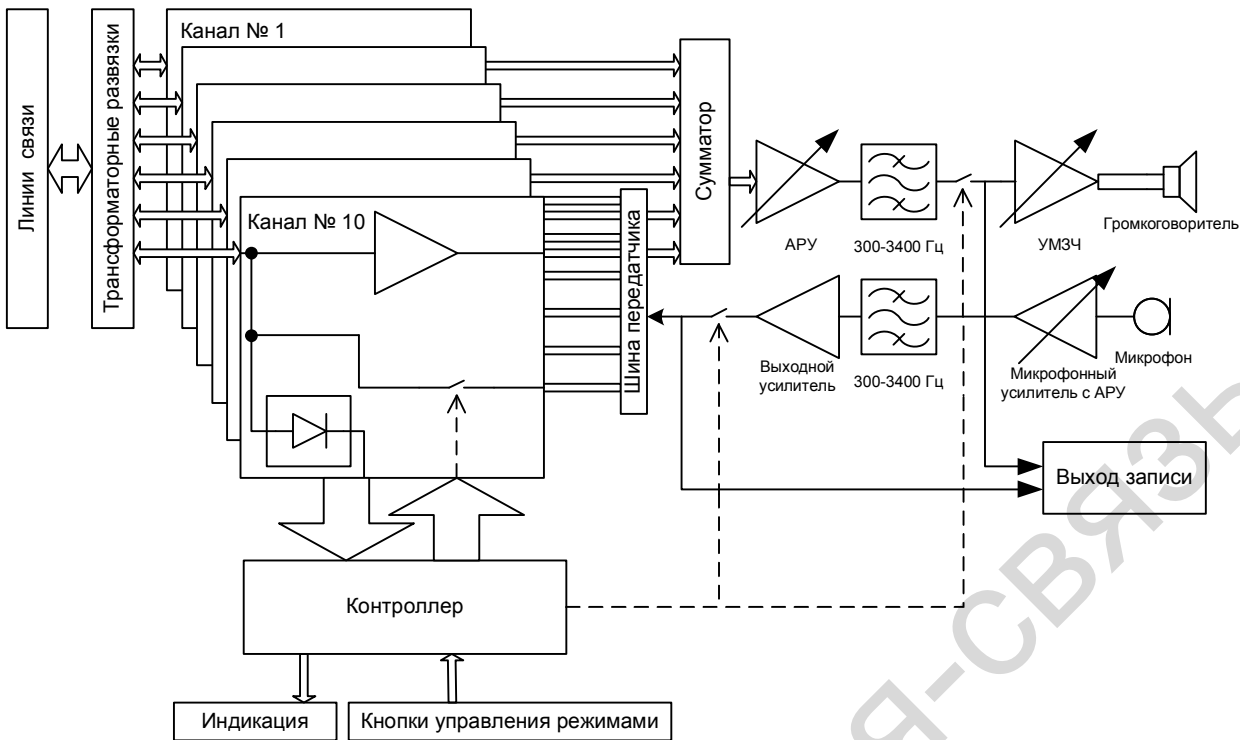 Линии связи
Трансформаторные развязки
Канал № 1
Канал № 10
Сумматор
Шина передатчика
АРУ
300-3400 Гц
УМЗЧ
Громкоговоритель
Выходной
усилитель
300-3400 Гц
Микрофонный
усилитель с АРУ
Микрофон
Выход записи
Контроллер
Индикация
Кнопки управления режимами
Я-СВЯЗЬ